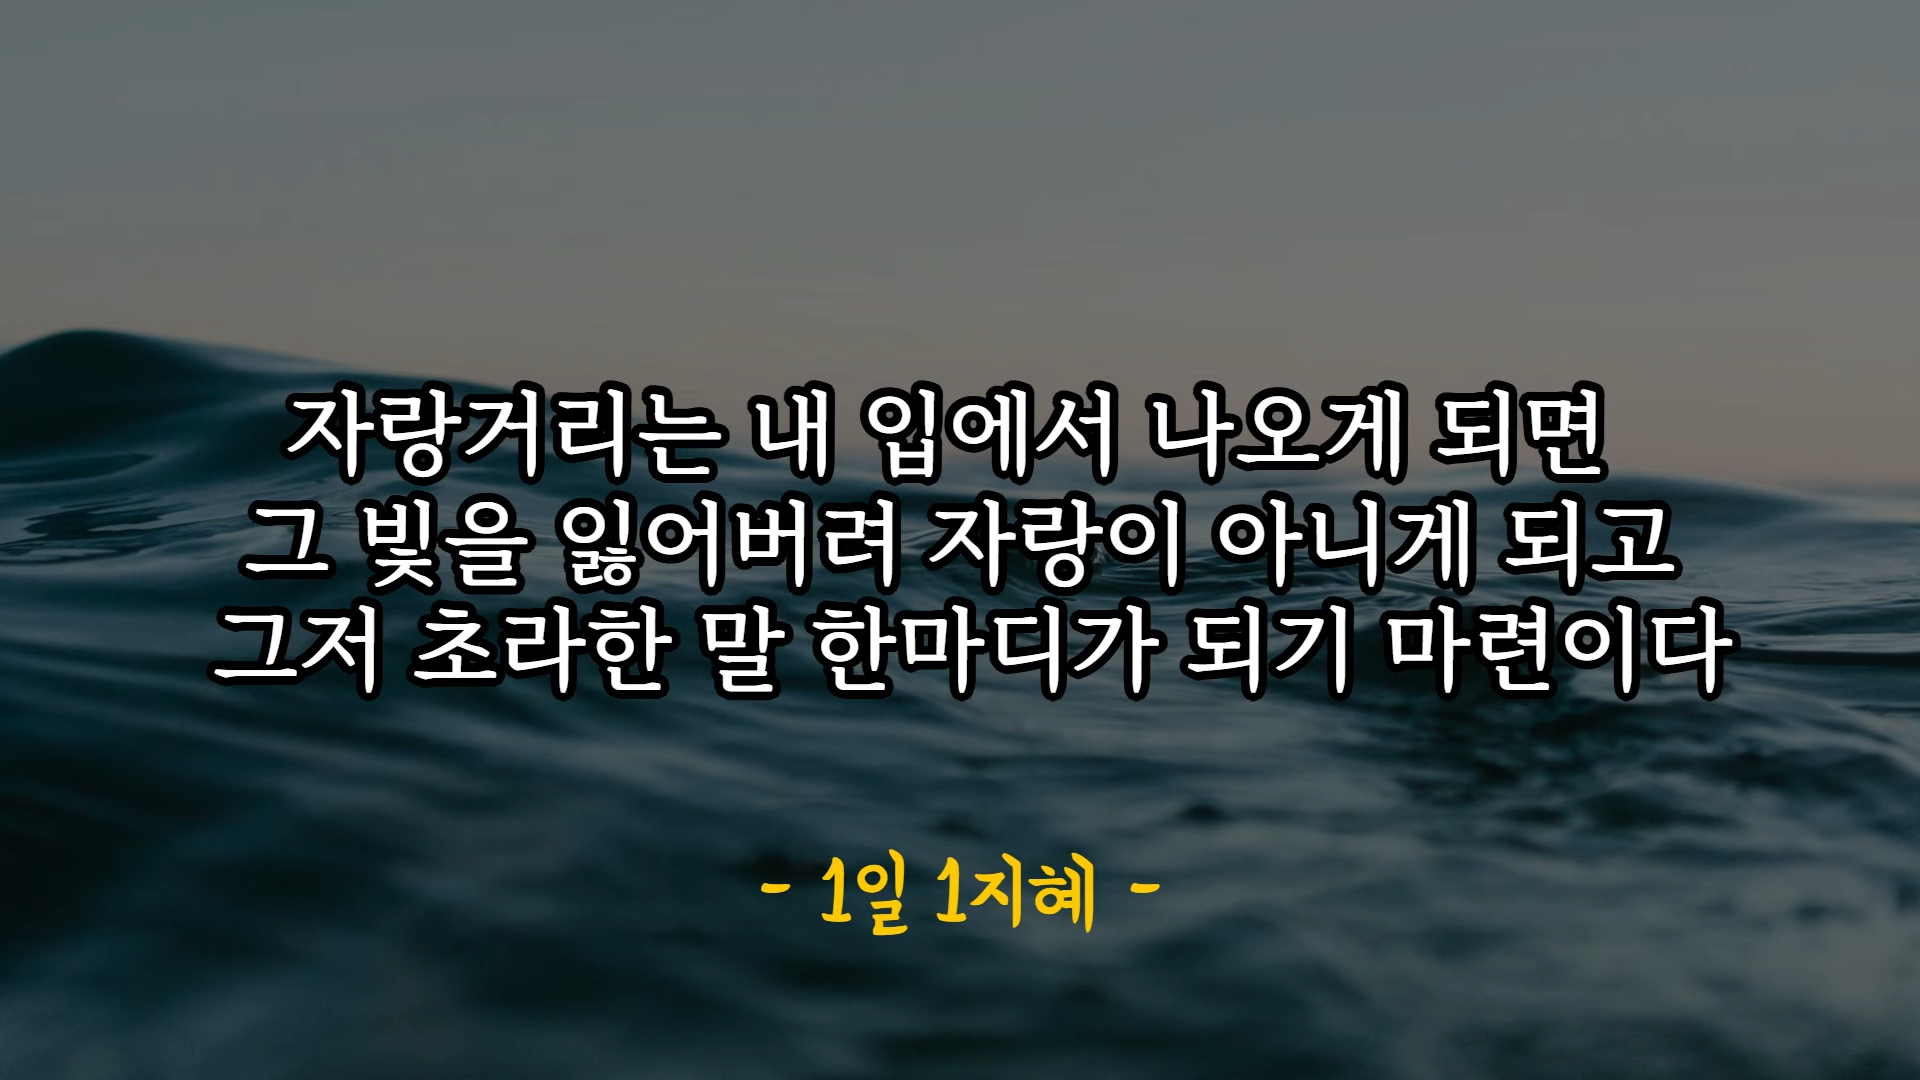 자랑거리는 내 입에서 나오게 되면
그 빛을 잃어버려 자랑이 아니게 되고
그저 초라한 말 한마디가 되기 마련이다
- 1일 1지혜 -